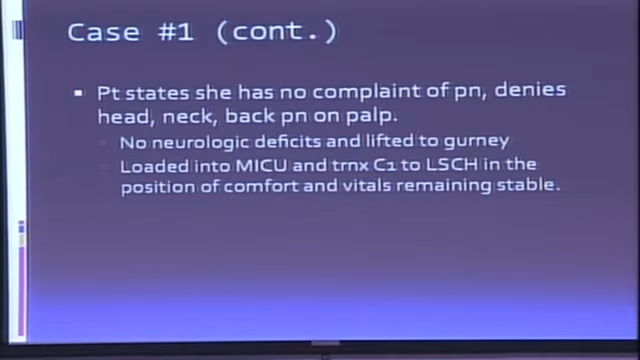 Case #1 (cont.)
Pt states she has no complaint of pn, denies
head, neck, back pn on palp.
No neurologic deficits and lifted to gurney
Loaded into MICU and trnx C1 to LSCH in the
position of comfort and vitals remaining stable.